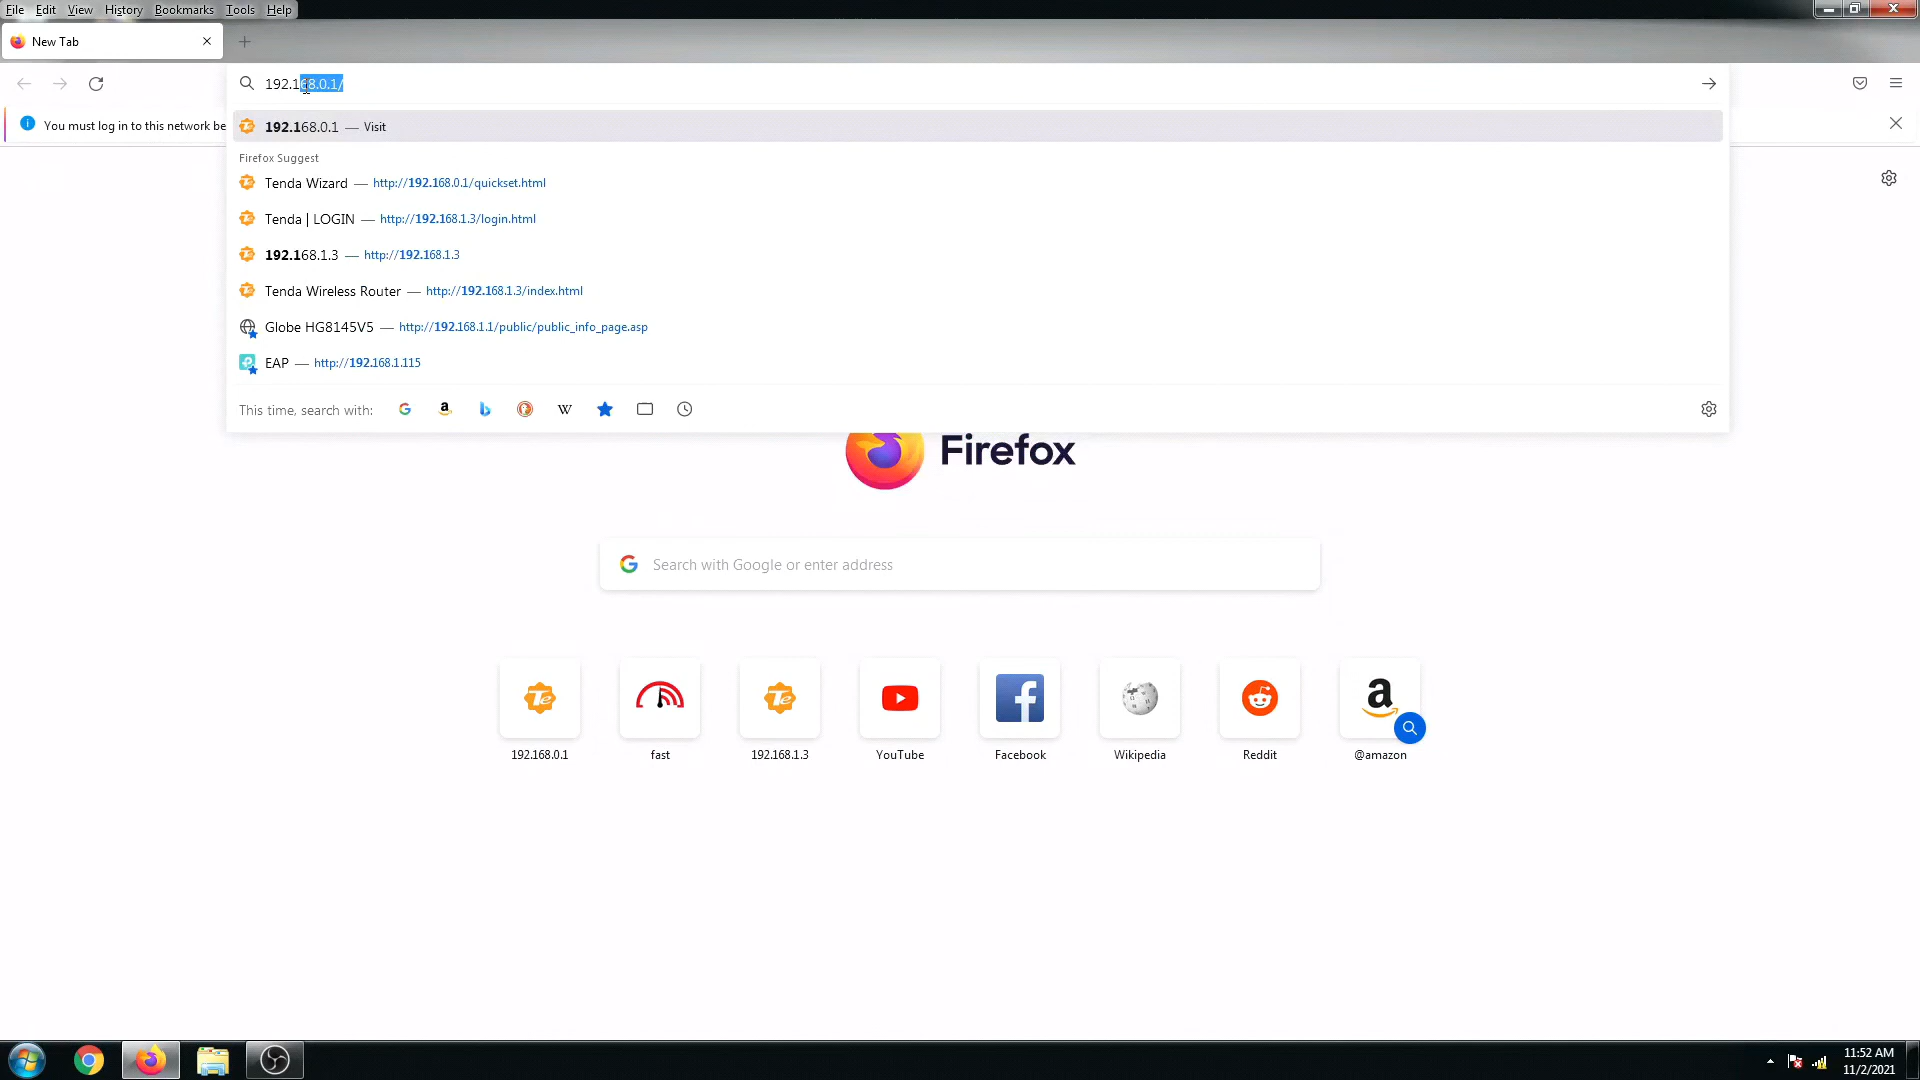 File Edit View History Bookmarks Tools Help
New Tab
192.168.0.1/
You must log in to this network be
192.168.0.1 — Visit
Firefox Suggest
Tenda Wizard — http://192.168.0.1/quickset.html
Tenda | LOGIN — http://192.168.1.3/login.html
192.168.1.3 — http://192.168.1.3
Tenda Wireless Router — http://192.168.1.3/index.html
Globe HG8145V5 — http://192.168.1.1/public/public_info_page.asp
EAP — http://192.168.1.115
This time, search with:
Firefox
Search with Google or enter address
192.168.0.1 fast 192.168.1.3 YouTube Facebook Wikipedia Reddit @amazon
11:52 AM
11/2/2021